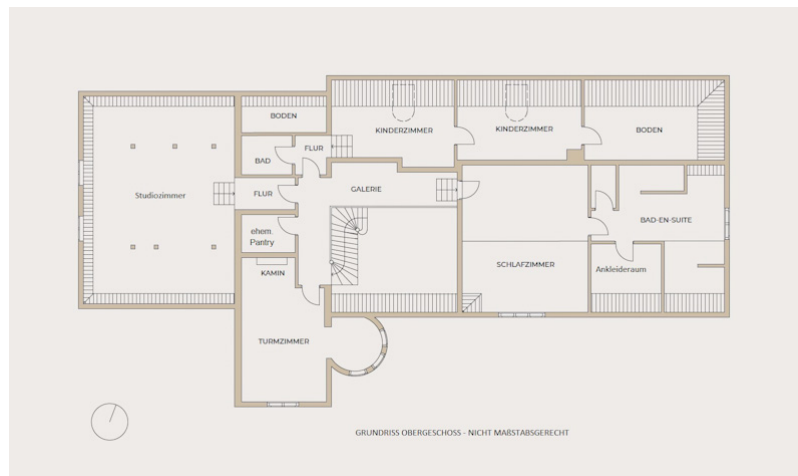 BODEN
KINDERZIMMER
KINDERZIMMER
BODEN
FLUR
BAD
Studiozimmer
FLUR
GALERIE
ehem.
Pantry
BAD-EN-SUITE
SCHLAFZIMMER
Ankleideraum
KAMIN
TURMZIMMER
GRUNDRISS OBERGESCHOSS - NICHT MAßSTABSGERECHT